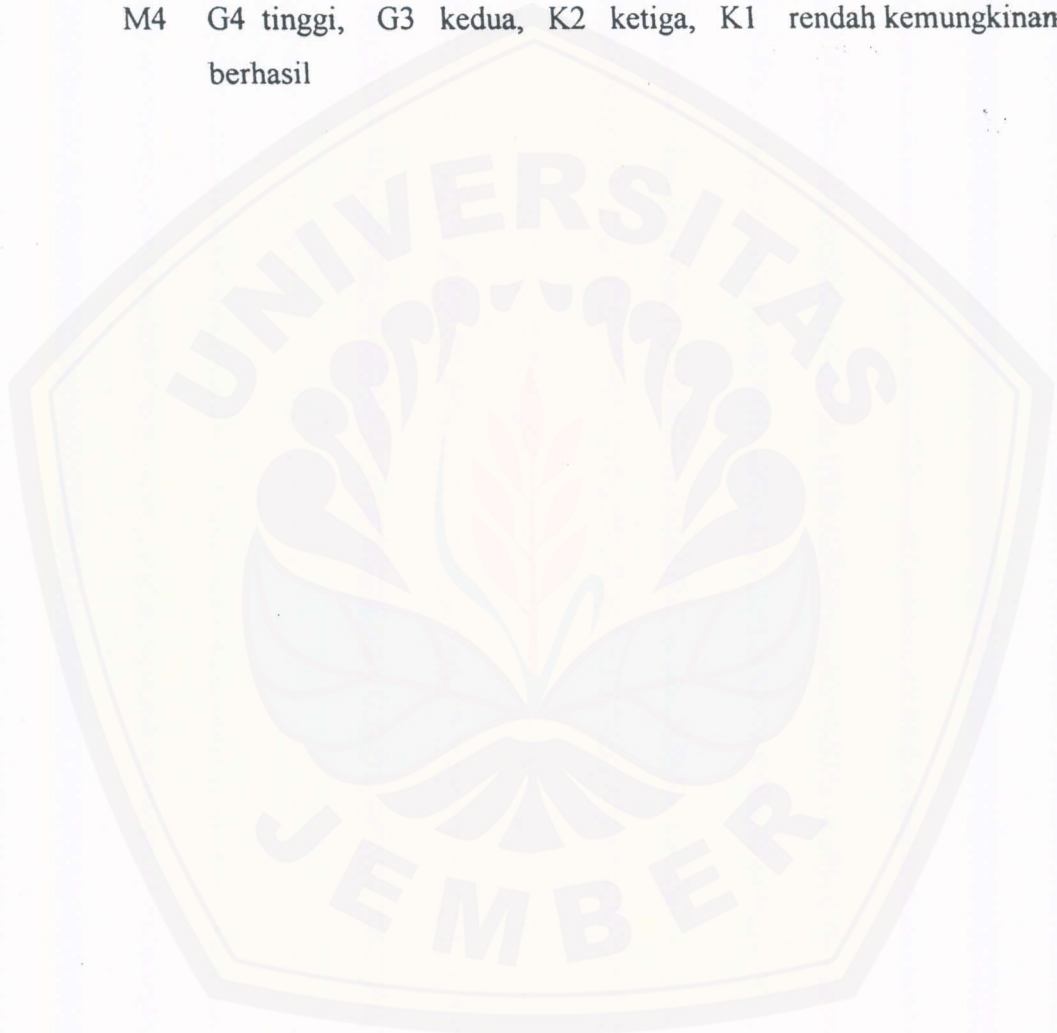 M4 G4 tinggi, G3 kedua, K2 ketiga, K1 rendah kemungkinan
berhasil
UNIVERSITAS
JEMBER